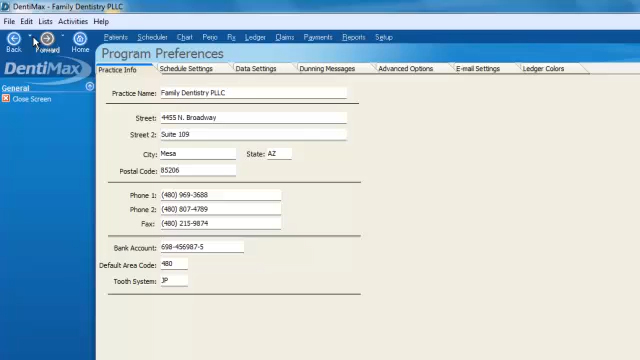 DentiMax - Family Dentistry PLLC
File Edit Lists Activities Help
Back Forward Home
Patients Scheduler Chart Perio Rx Ledger Claims Payments Reports Setup
DentiMax
Program Preferences
General
Close Screen
Practice Info Schedule Settings Data Settings Dunning Messages Advanced Options E-mail Settings Ledger Colors
Practice Name: Family Dentistry PLLC
Street: 4455 N. Broadway
Street 2: Suite 109
City: Mesa State: AZ
Postal Code: 85206
Phone 1: (480) 969-3688
Phone 2: (480) 807-4789
Fax: (480) 215-9874
Bank Account: 698-456987-5
Default Area Code: 480
Tooth System: JP